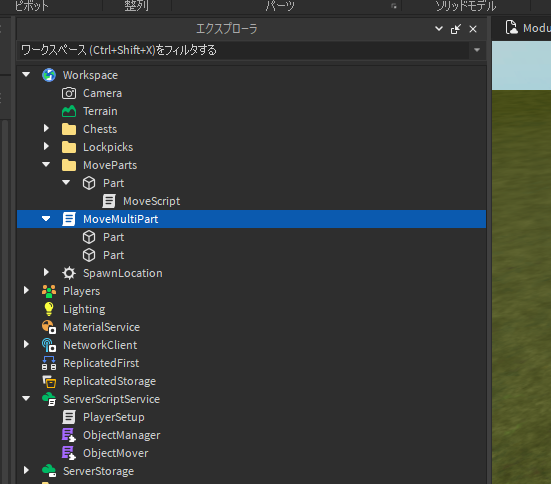 ピボット 整列 パーツ ソリッドモデル
エクスプローラ
Modu
ワークスペース (Ctrl+Shift+X)をフィルタする
Workspace
Camera
Terrain
Chests
Lockpicks
MoveParts
Part
MoveScript
MoveMultiPart
Part
Part
SpawnLocation
Players
Lighting
MaterialService
NetworkClient
ReplicatedFirst
ReplicatedStorage
ServerScriptService
PlayerSetup
ObjectManager
ObjectMover
ServerStorage